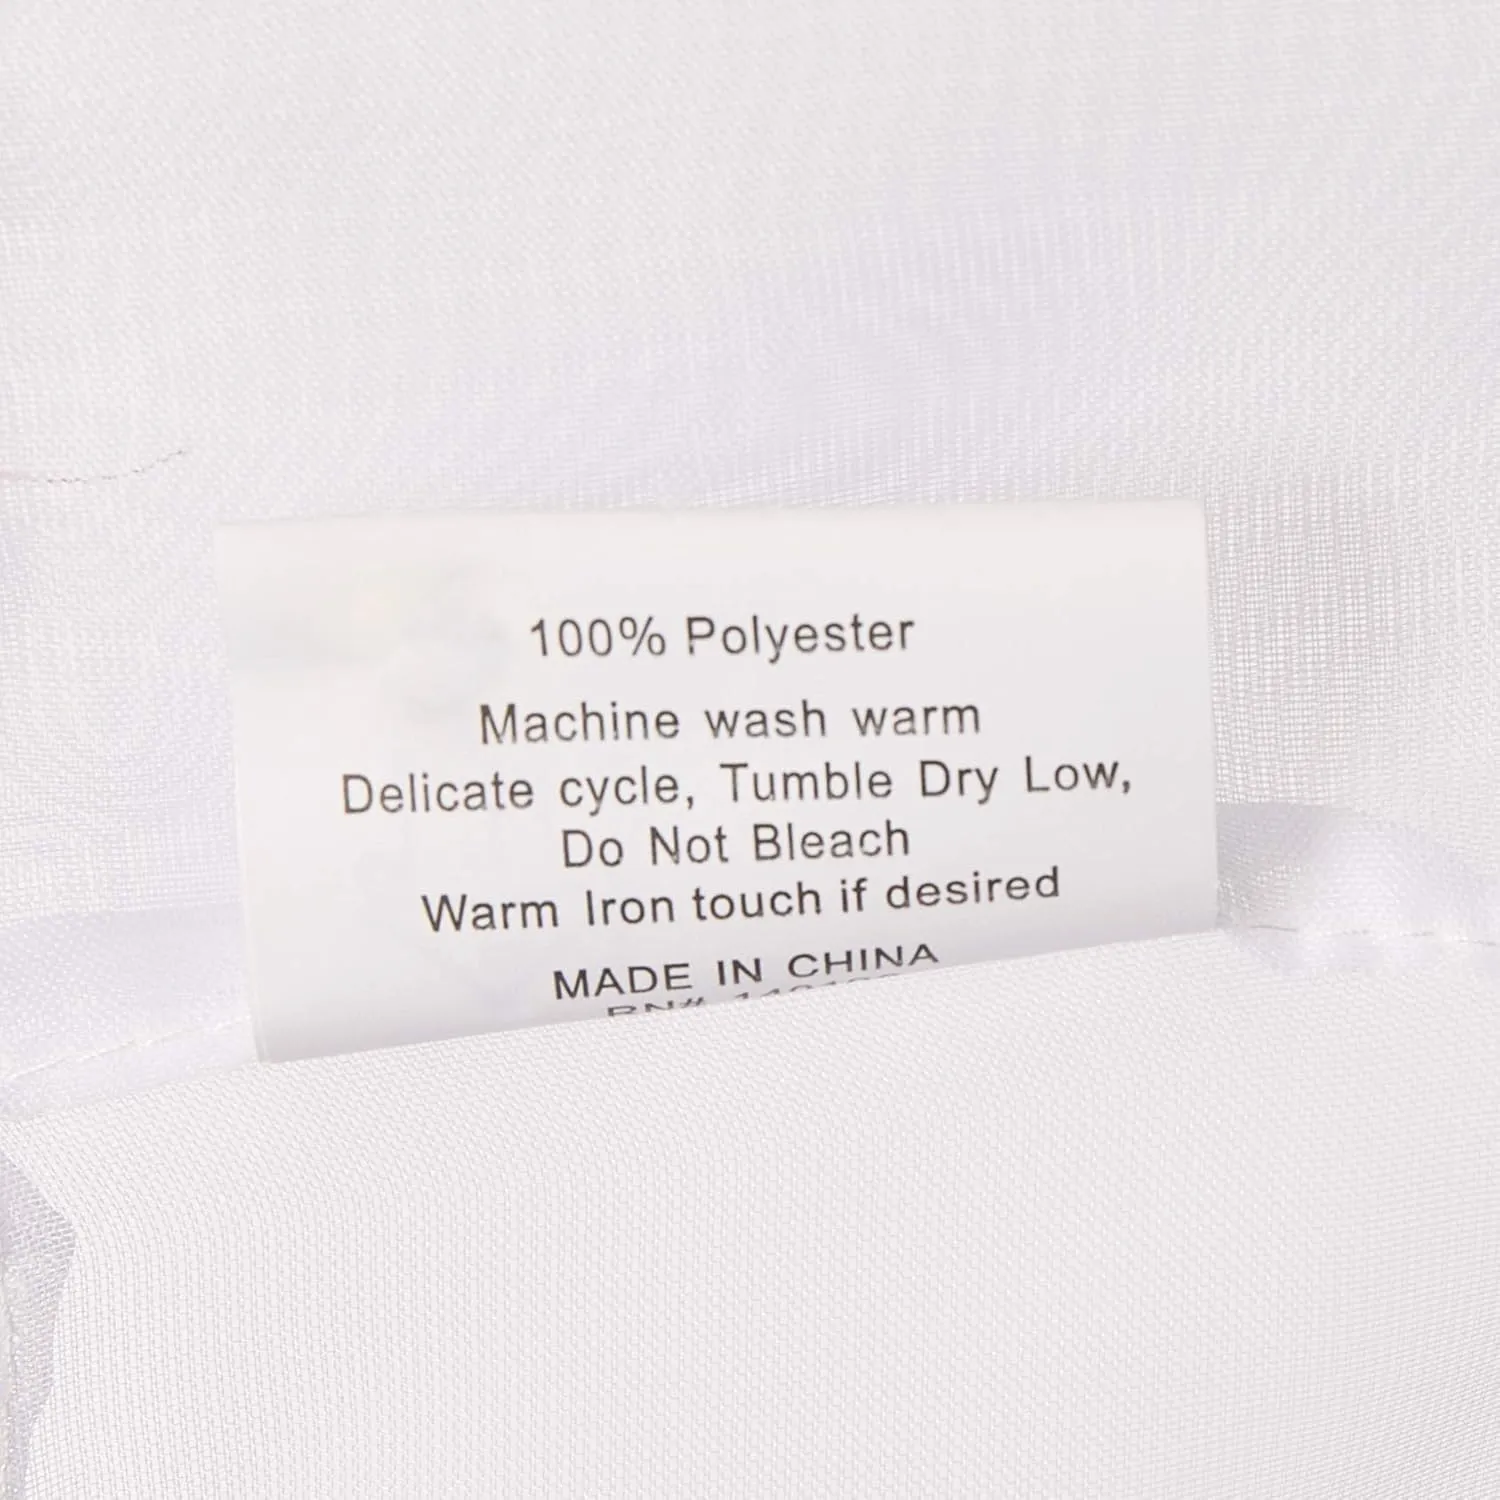 100% Polyester
Machine wash warm
Delicate cycle, Tumble Dry Low,
Do Not Bleach
Warm Iron touch if desired
MADE IN CHINA
RN#